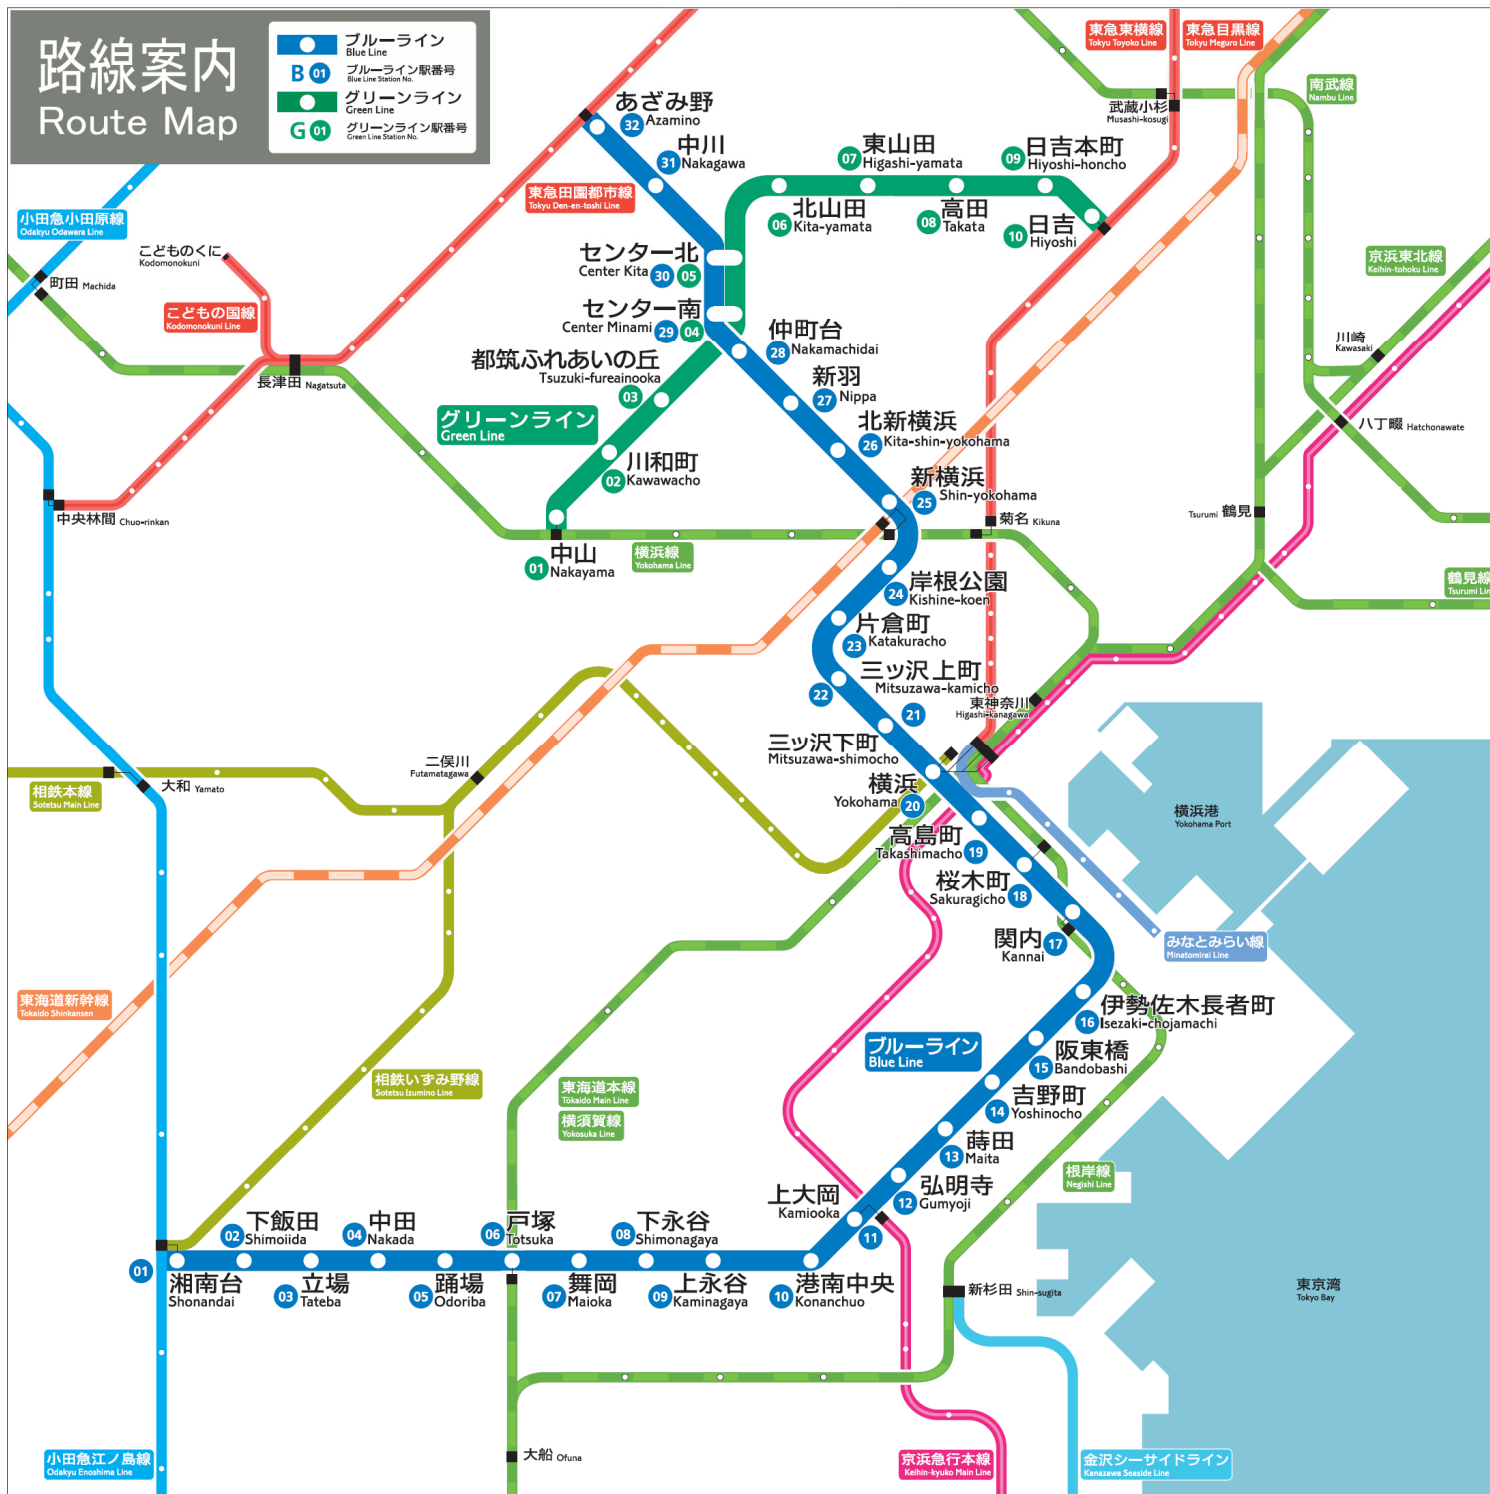 路線案内
Route Map
ブルーライン
Blue Line
B 01 ブルーライン駅番号
Blue Line Station No.
グリーンライン
Green Line
G 01 グリーンライン駅番号
Green Line Station No.
東急東横線
Tokyu Toyoko Line
東急目黒線
Tokyu Meguro Line
南武線
Nambu Line
武蔵小杉
Musashi-kosugi
あざみ野
32 Azamino
中川
31 Nakagawa
東急田園都市線
Tokyu Den-en-toshi Line
東山田
07 Higashi-yamata
09 日吉本町
Hiyoshi-honcho
北山田
06 Kita-yamata
高田
08 Takata
日吉
10 Hiyoshi
小田急小田原線
Odakyu Odawara Line
こどものくに
Kodomonokuni
町田 Machida
こどもの国線
Kodomonokuni Line
センター北
Center Kita 30 05
センター南
Center Minami 29 04
京浜東北線
Keihin-tohoku Line
川崎
Kawasaki
仲町台
28 Nakamachidai
都筑ふれあいの丘
Tsuzuki-fureainooka
03
新羽
27 Nippa
長津田 Nagatsuta
グリーンライン
Green Line
北新横浜
26 Kita-shin-yokohama
八丁畷 Hatchonawate
川和町
02 Kawawacho
新横浜
25 Shin-yokohama
中央林間 Chuo-rinkan
菊名 Kikuna
Tsurumi 鶴見
中山
01 Nakayama
横浜線
Yokohama Line
岸根公園
24 Kishine-koen
鶴見線
Tsurumi Lin
片倉町
23 Katakuracho
三ッ沢上町
22 Mitsuzawa-kamicho
21
東神奈川
Higashi-kanagawa
三ッ沢下町
Mitsuzawa-shimocho
二俣川
Futamatagawa
相鉄本線
Sotetsu Main Line
大和 Yamato
横浜
Yokohama 20
横浜港
Yokohama Port
高島町
Takashimacho 19
桜木町
Sakuragicho 18
関内 17
Kannai
みなとみらい線
Minatomirai Line
東海道新幹線
Tokaido Shinkansen
伊勢佐木長者町
16 Isezaki-chojamachi
ブルーライン
Blue Line
阪東橋
15 Bandobashi
相鉄いずみ野線
Sotetsu Izumino Line
東海道本線
Tōkaido Main Line
横須賀線
Yokosuka Line
吉野町
14 Yoshinocho
蒔田
13 Maita
根岸線
Negishi Line
弘明寺
12 Gumyoji
上大岡
Kamiooka
11
02 下飯田
Shimoiida
04 中田
Nakada
06 戸塚
Totsuka
08 下永谷
Shimonagaya
01 湘南台
Shonandai
立場
03 Tateba
踊場
05 Odoriba
舞岡
07 Maioka
上永谷
09 Kaminagaya
港南中央
10 Konanchuo
新杉田 Shin-sugita
東京湾
Tokyo Bay
小田急江ノ島線
Odakyu Enoshima Line
大船 Ofuna
京浜急行本線
Keihin-kyuko Main Line
金沢シーサイドライン
Kanazawa Seaside Line